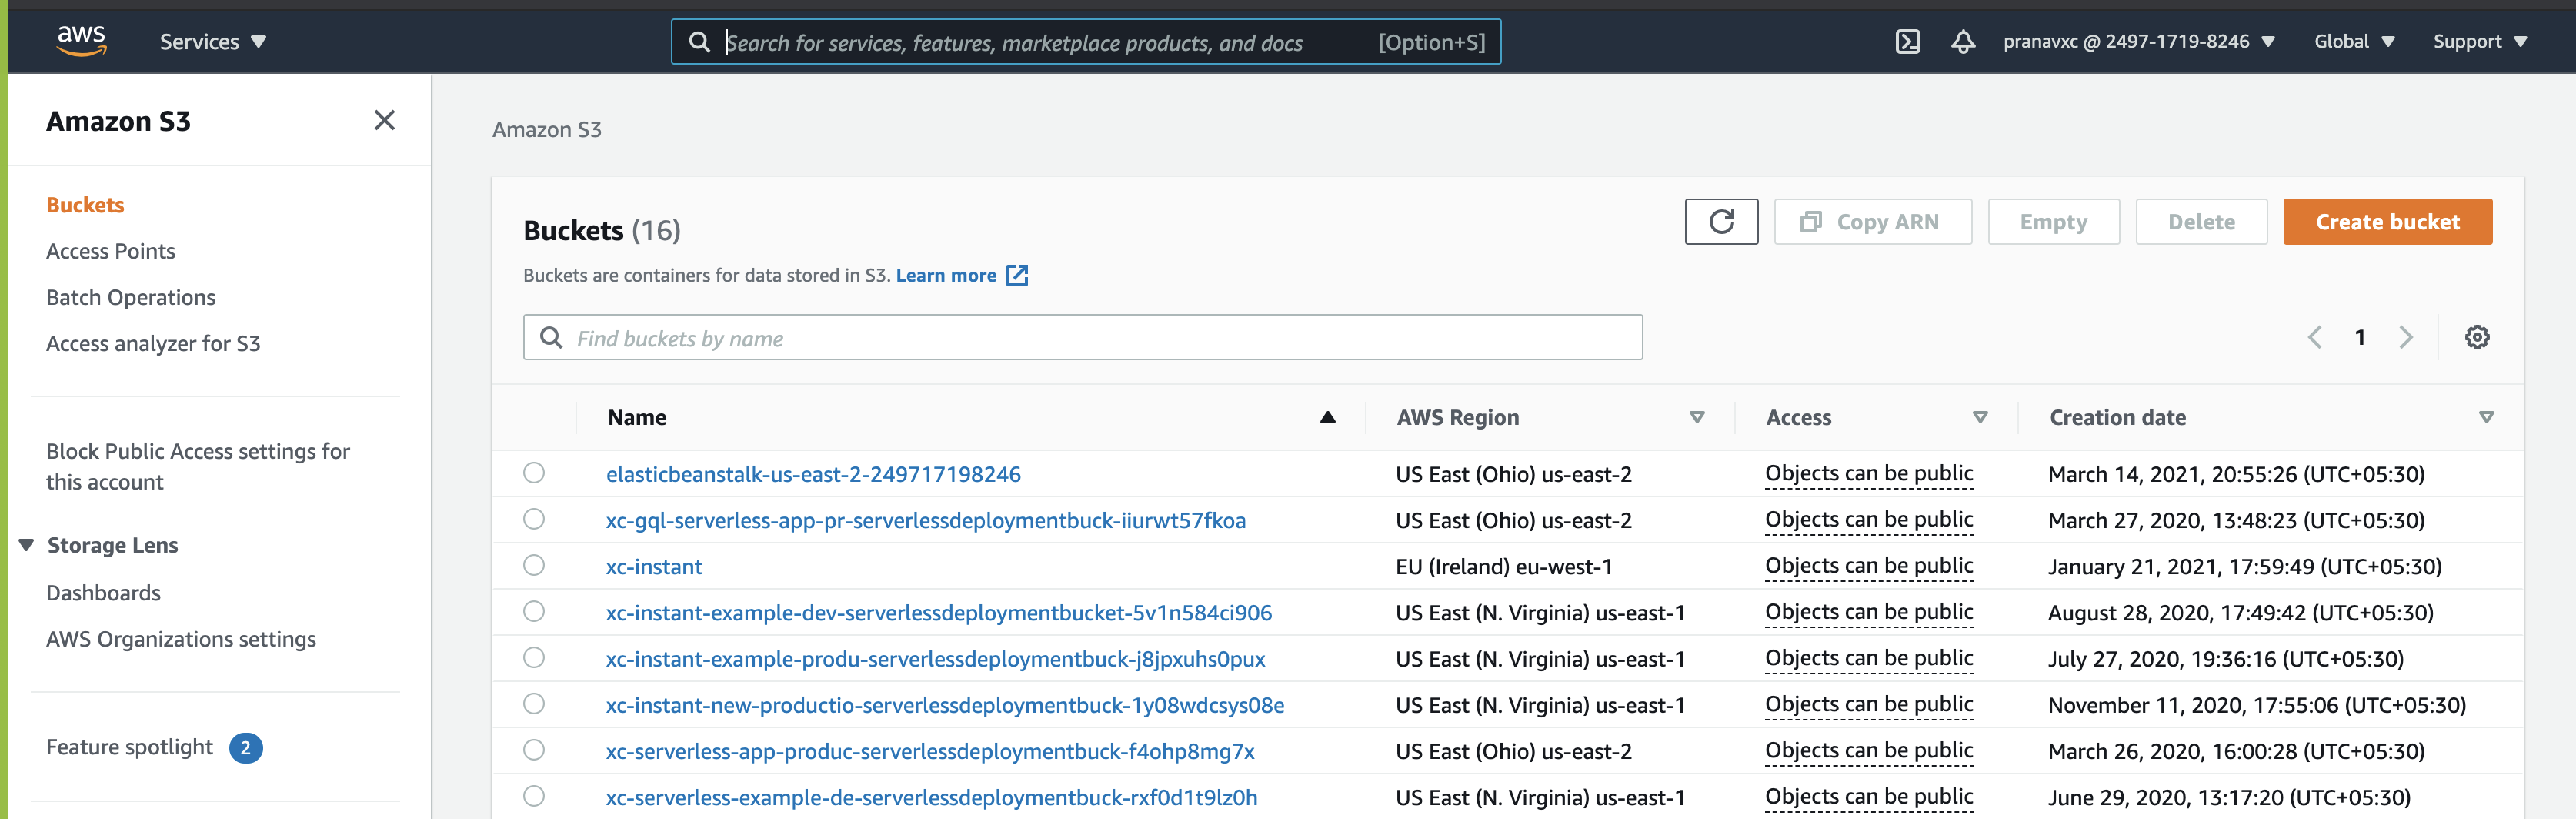 aws
Services
Search for services, features, marketplace products, and docs [Option+S]
pranavxc @ 2497-1719-8246
Global
Support
Amazon S3
Buckets
Access Points
Batch Operations
Access analyzer for S3
Block Public Access settings for
this account
Storage Lens
Dashboards
AWS Organizations settings
Feature spotlight 2
Amazon S3
Buckets (16)
Copy ARN
Empty
Delete
Create bucket
Buckets are containers for data stored in S3. Learn more
Find buckets by name
1
Name AWS Region Access Creation date
elasticbeanstalk-us-east-2-249717198246 US East (Ohio) us-east-2 Objects can be public March 14, 2021, 20:55:26 (UTC+05:30)
xc-gql-serverless-app-pr-serverlessdeploymentbuck-iiurwt57fkoa US East (Ohio) us-east-2 Objects can be public March 27, 2020, 13:48:23 (UTC+05:30)
xc-instant EU (Ireland) eu-west-1 Objects can be public January 21, 2021, 17:59:49 (UTC+05:30)
xc-instant-example-dev-serverlessdeploymentbucket-5v1n584ci906 US East (N. Virginia) us-east-1 Objects can be public August 28, 2020, 17:49:42 (UTC+05:30)
xc-instant-example-produ-serverlessdeploymentbuck-j8jpxuhs0pux US East (N. Virginia) us-east-1 Objects can be public July 27, 2020, 19:36:16 (UTC+05:30)
xc-instant-new-productio-serverlessdeploymentbuck-1y08wdcsys08e US East (N. Virginia) us-east-1 Objects can be public November 11, 2020, 17:55:06 (UTC+05:30)
xc-serverless-app-produc-serverlessdeploymentbuck-f4ohp8mg7x US East (Ohio) us-east-2 Objects can be public March 26, 2020, 16:00:28 (UTC+05:30)
xc-serverless-example-de-serverlessdeploymentbuck-rxf0d1t9lz0h US East (N. Virginia) us-east-1 Objects can be public June 29, 2020, 13:17:20 (UTC+05:30)